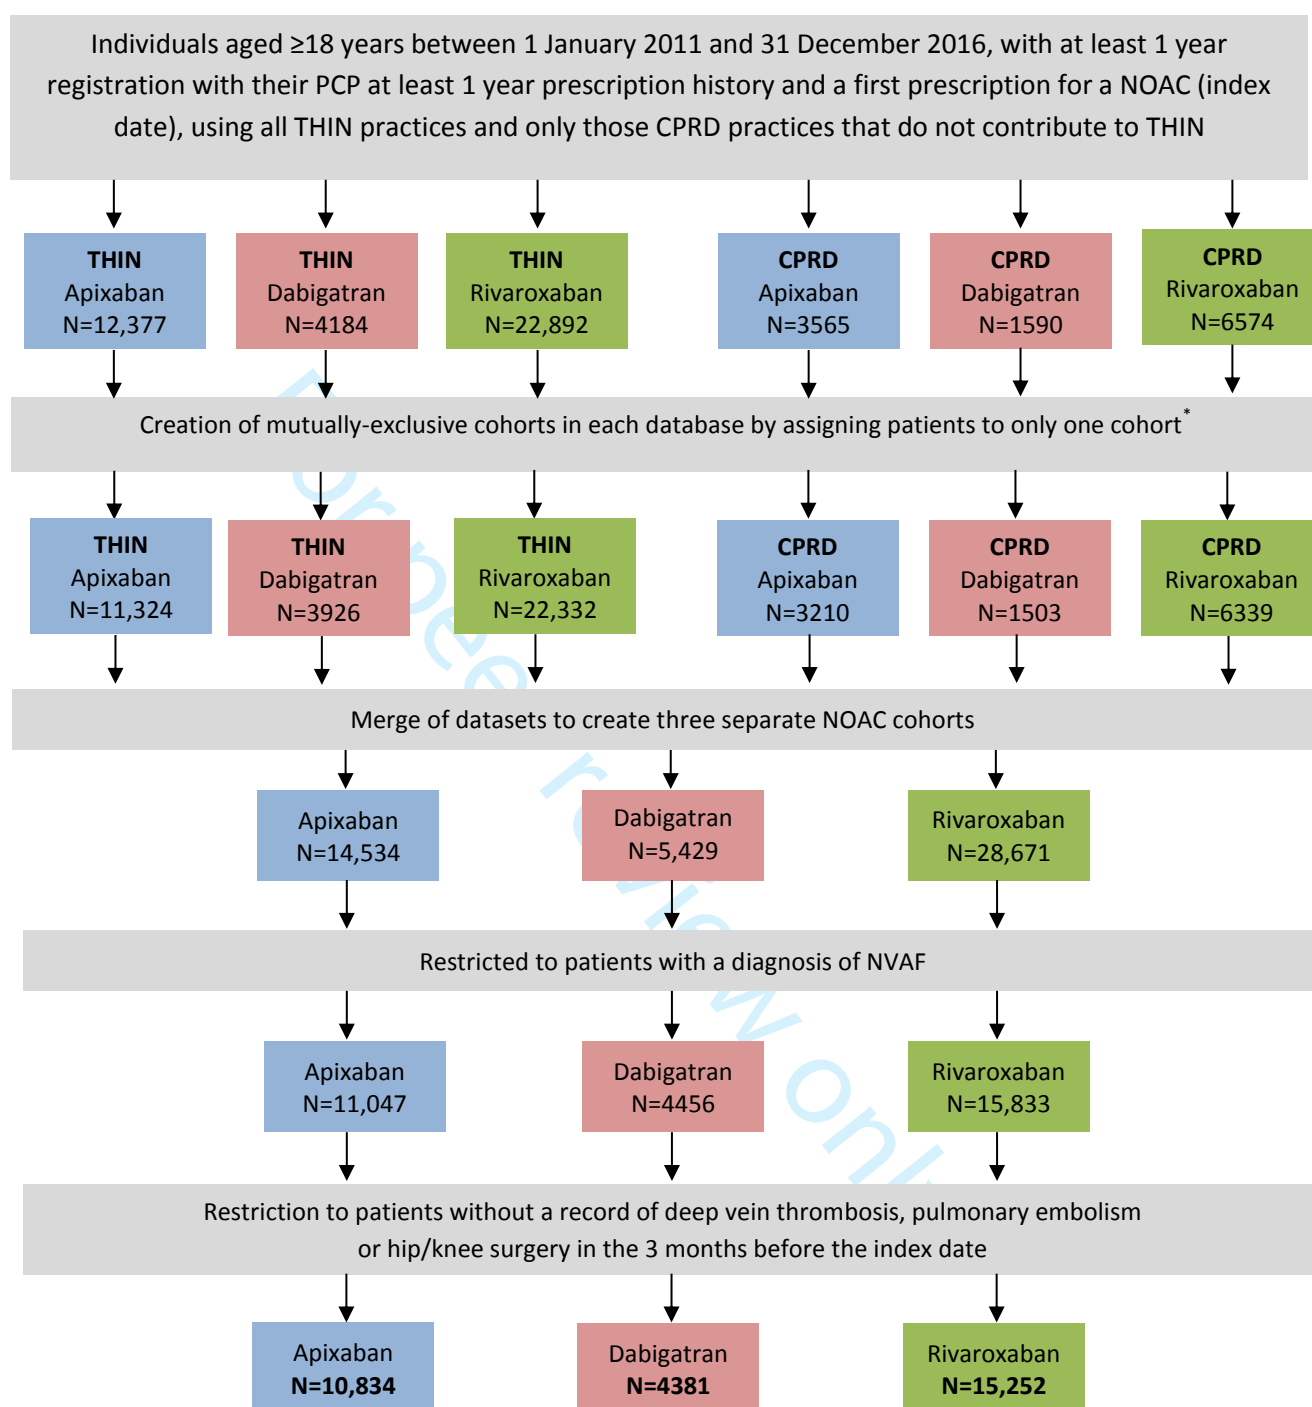 Individuals aged ≥18 years between 1 January 2011 and 31 December 2016, with at least 1 year
registration with their PCP at least 1 year prescription history and a first prescription for a NOAC (index
date), using all THIN practices and only those CPRD practices that do not contribute to THIN
THIN
Apixaban
N=12,377
THIN
Dabigatran
N=4184
THIN
Rivaroxaban
N=22,892
CPRD
Apixaban
N=3565
CPRD
Dabigatran
N=1590
CPRD
Rivaroxaban
N=6574
Creation of mutually-exclusive cohorts in each database by assigning patients to only one cohort*
THIN
Apixaban
N=11,324
THIN
Dabigatran
N=3926
THIN
Rivaroxaban
N=22,332
CPRD
Apixaban
N=3210
CPRD
Dabigatran
N=1503
CPRD
Rivaroxaban
N=6339
Merge of datasets to create three separate NOAC cohorts
Apixaban
N=14,534
Dabigatran
N=5,429
Rivaroxaban
N=28,671
Restricted to patients with a diagnosis of NVAF
Apixaban
N=11,047
Dabigatran
N=4456
Rivaroxaban
N=15,833
Restriction to patients without a record of deep vein thrombosis, pulmonary embolism
or hip/knee surgery in the 3 months before the index date
Apixaban
N=10,834
Dabigatran
N=4381
Rivaroxaban
N=15,252
For peer review only